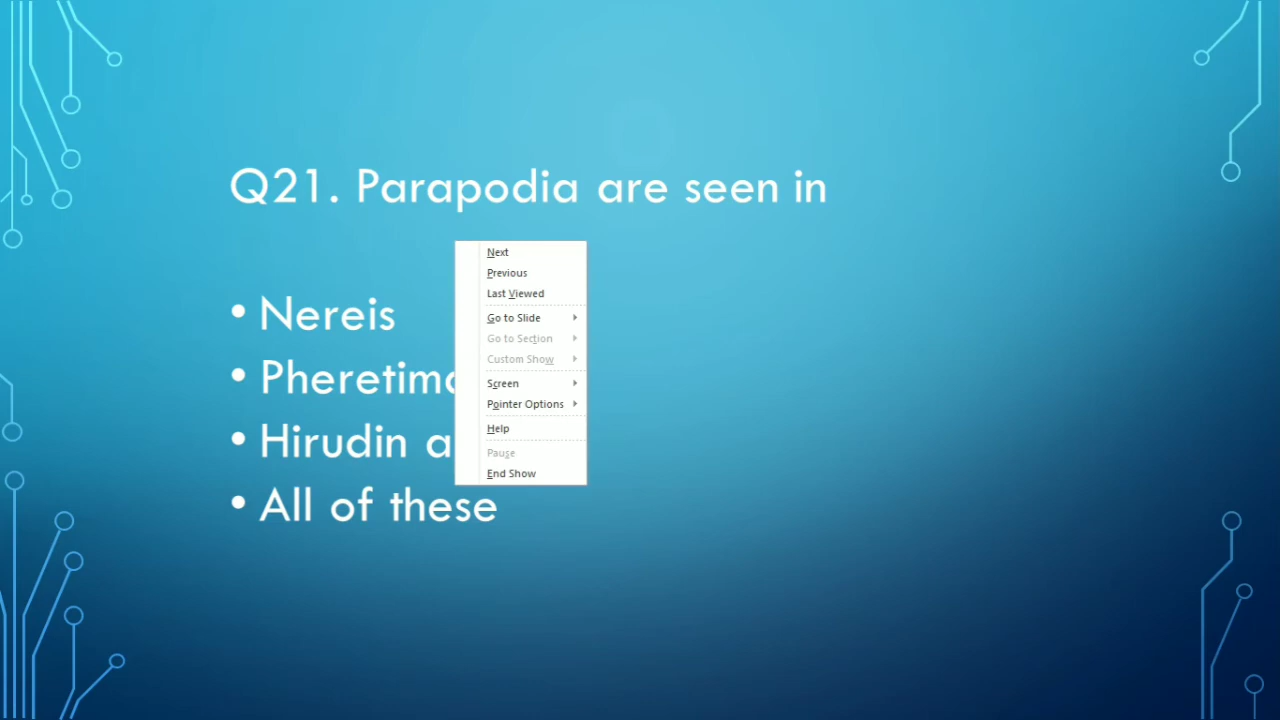 Q21. Parapodia are seen in
Nereis
All of these
Next
Previous
Last Viewed
Go to Slide
Go to Section
Custom Show
Screen
Pointer Options
Help
Pause
End Show
Hirudin